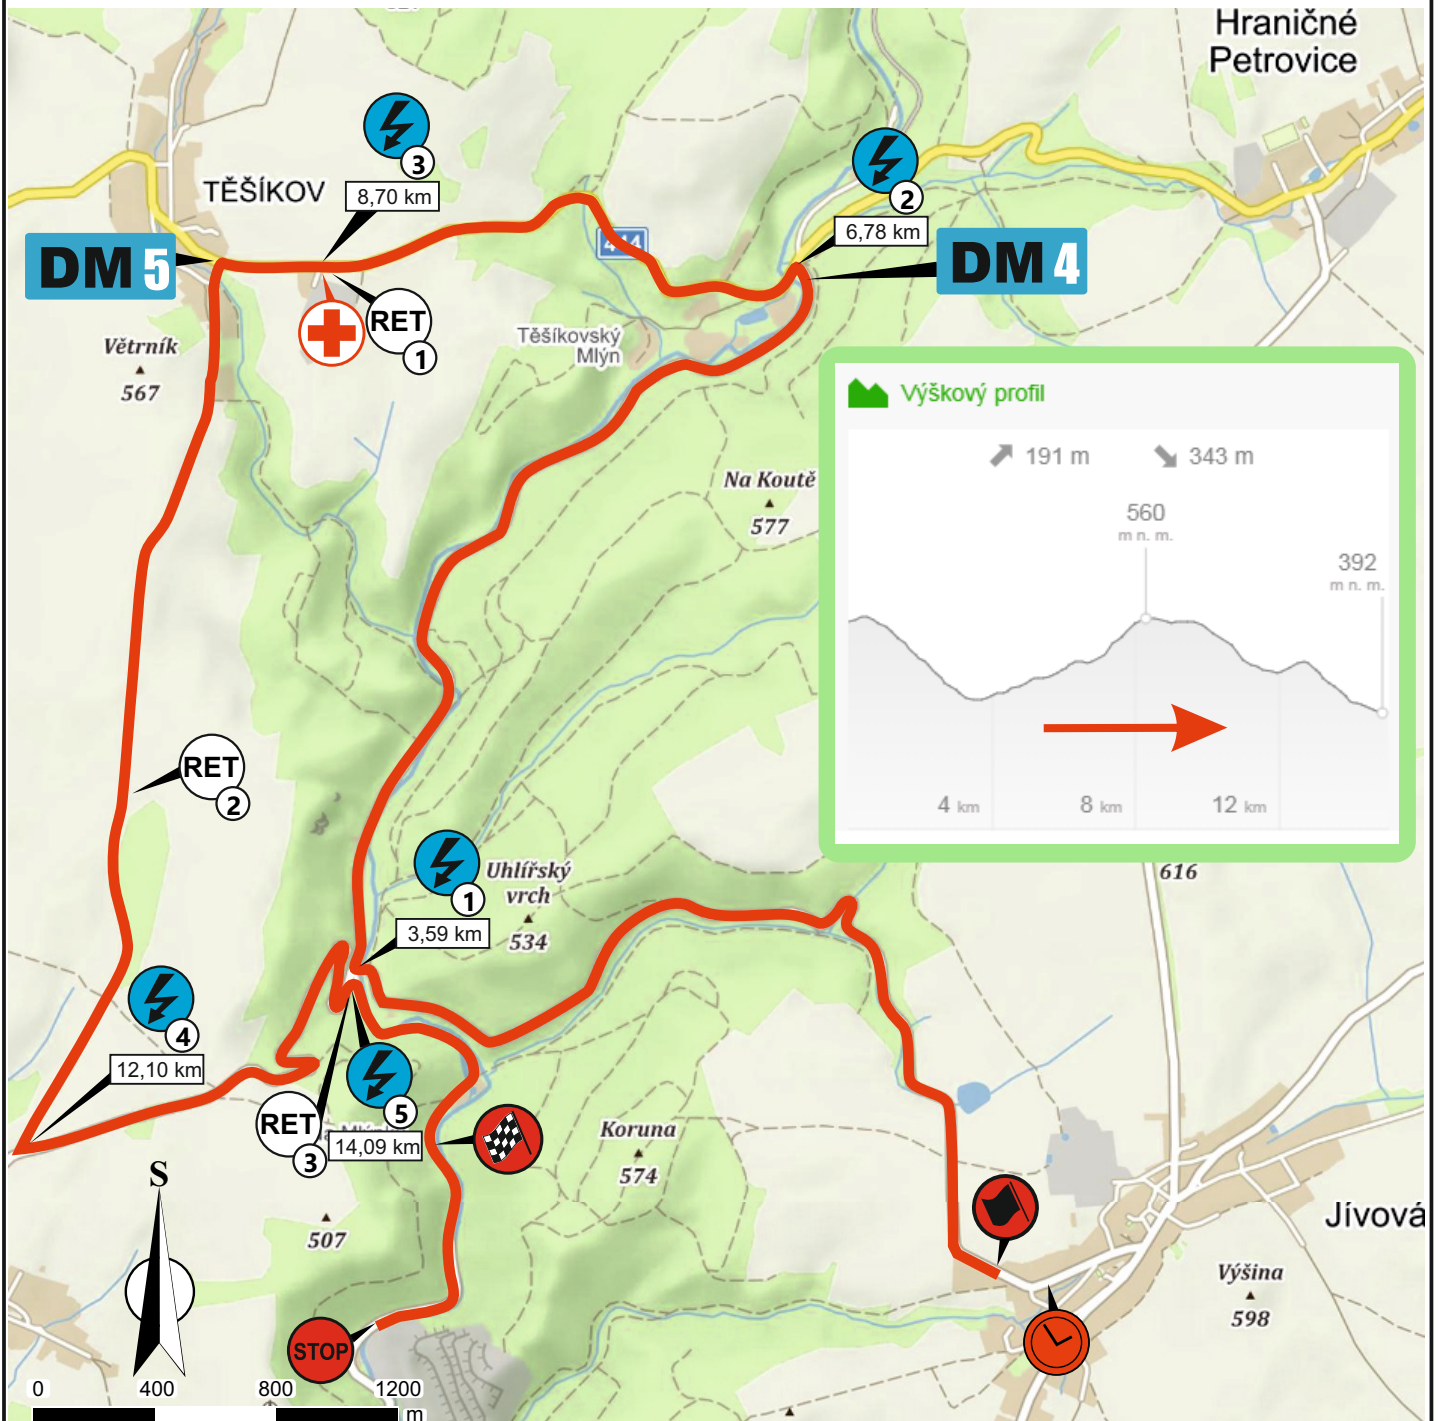 Hraničné
Petrovice
3
8,70 km
TĚŠÍKOV
2
6,78 km
DM 5
444
DM 4
RET
1
Těšíkovský
Mlýn
Větrník
567
Výškový profil
191 m
343 m
560
m n. m.
392
m n. m.
4 km
8 km
12 km
Na Koutě
577
RET
2
1
Uhlířský
vrch
534
3,59 km
616
4
12,10 km
5
RET
3
14,09 km
Koruna
574
S
507
Jívová
Výšina
598
STOP
0
400
800
1200
m